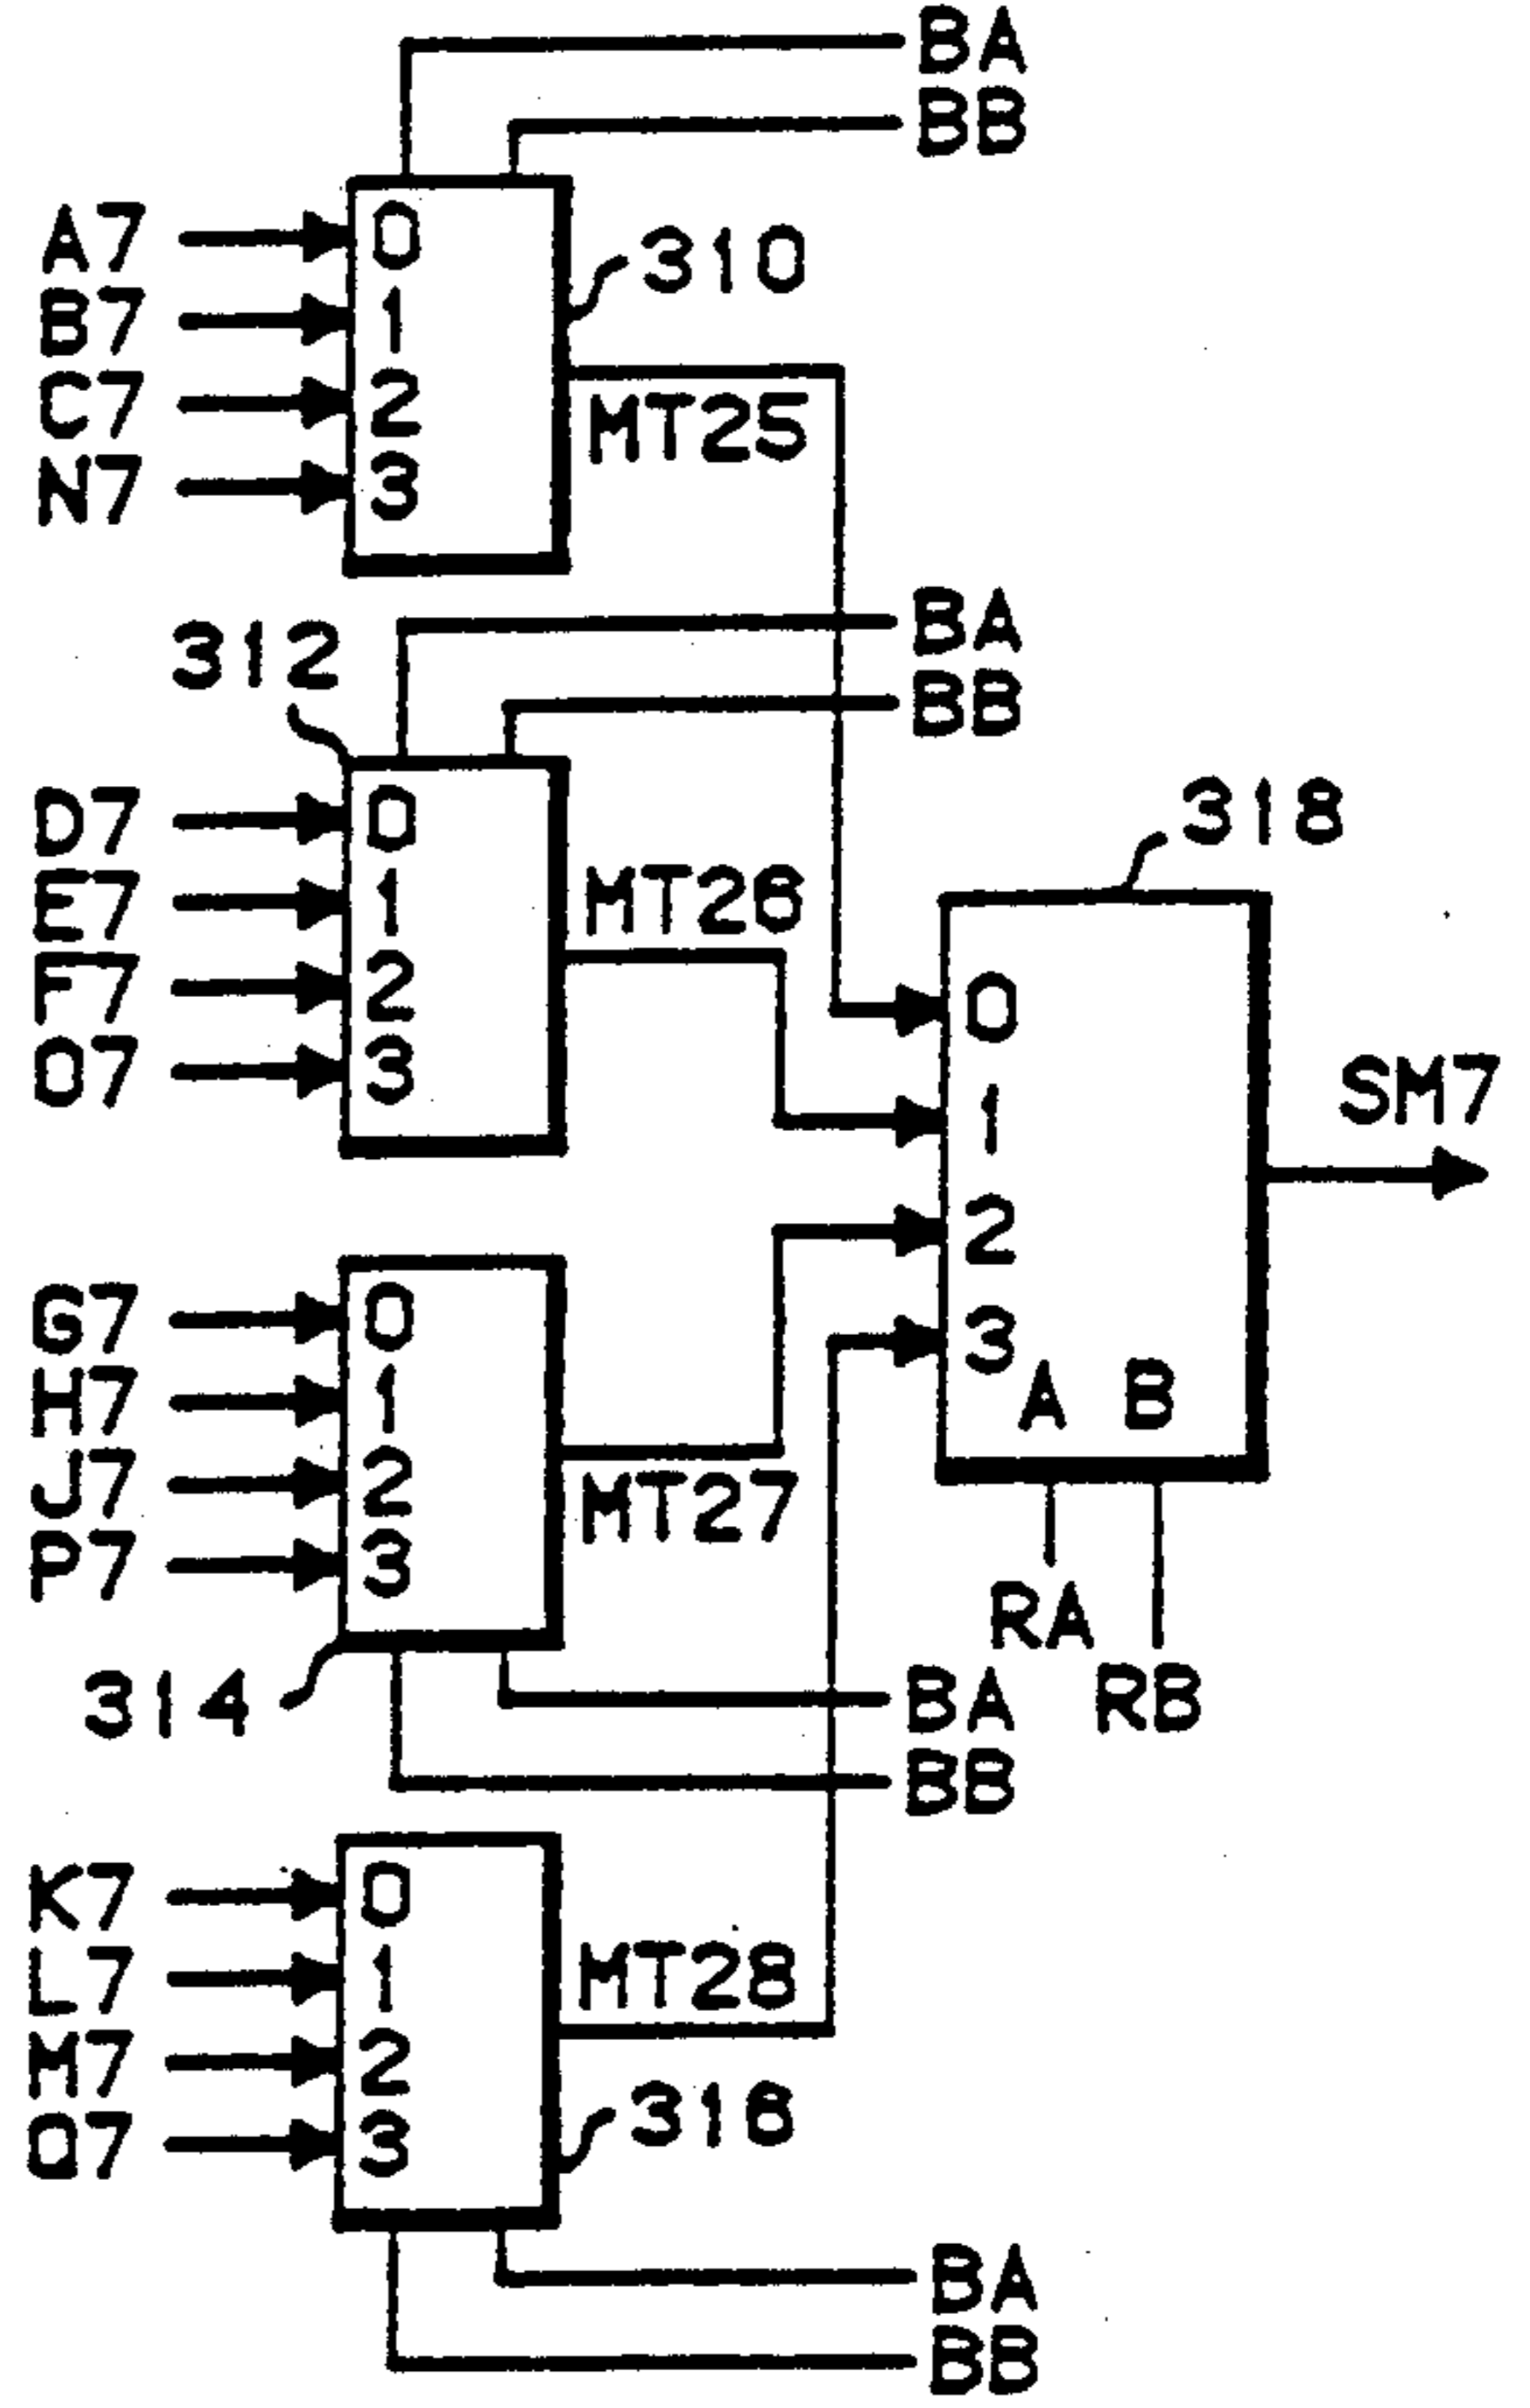 BA
BB
A7 0
B7 1
C7 2
N7 3
310
MT25
312
BA
BB
D7 0
E7 1
F7 2
O7 3
MT26
318
0
1
2
3
A B
SM7
RA
RB
G7 0
H7 1
J7 2
P7 3
MT27
314
BA
BB
K7 0
L7 1
M7 2
Q7 3
MT28
316
BA
BB